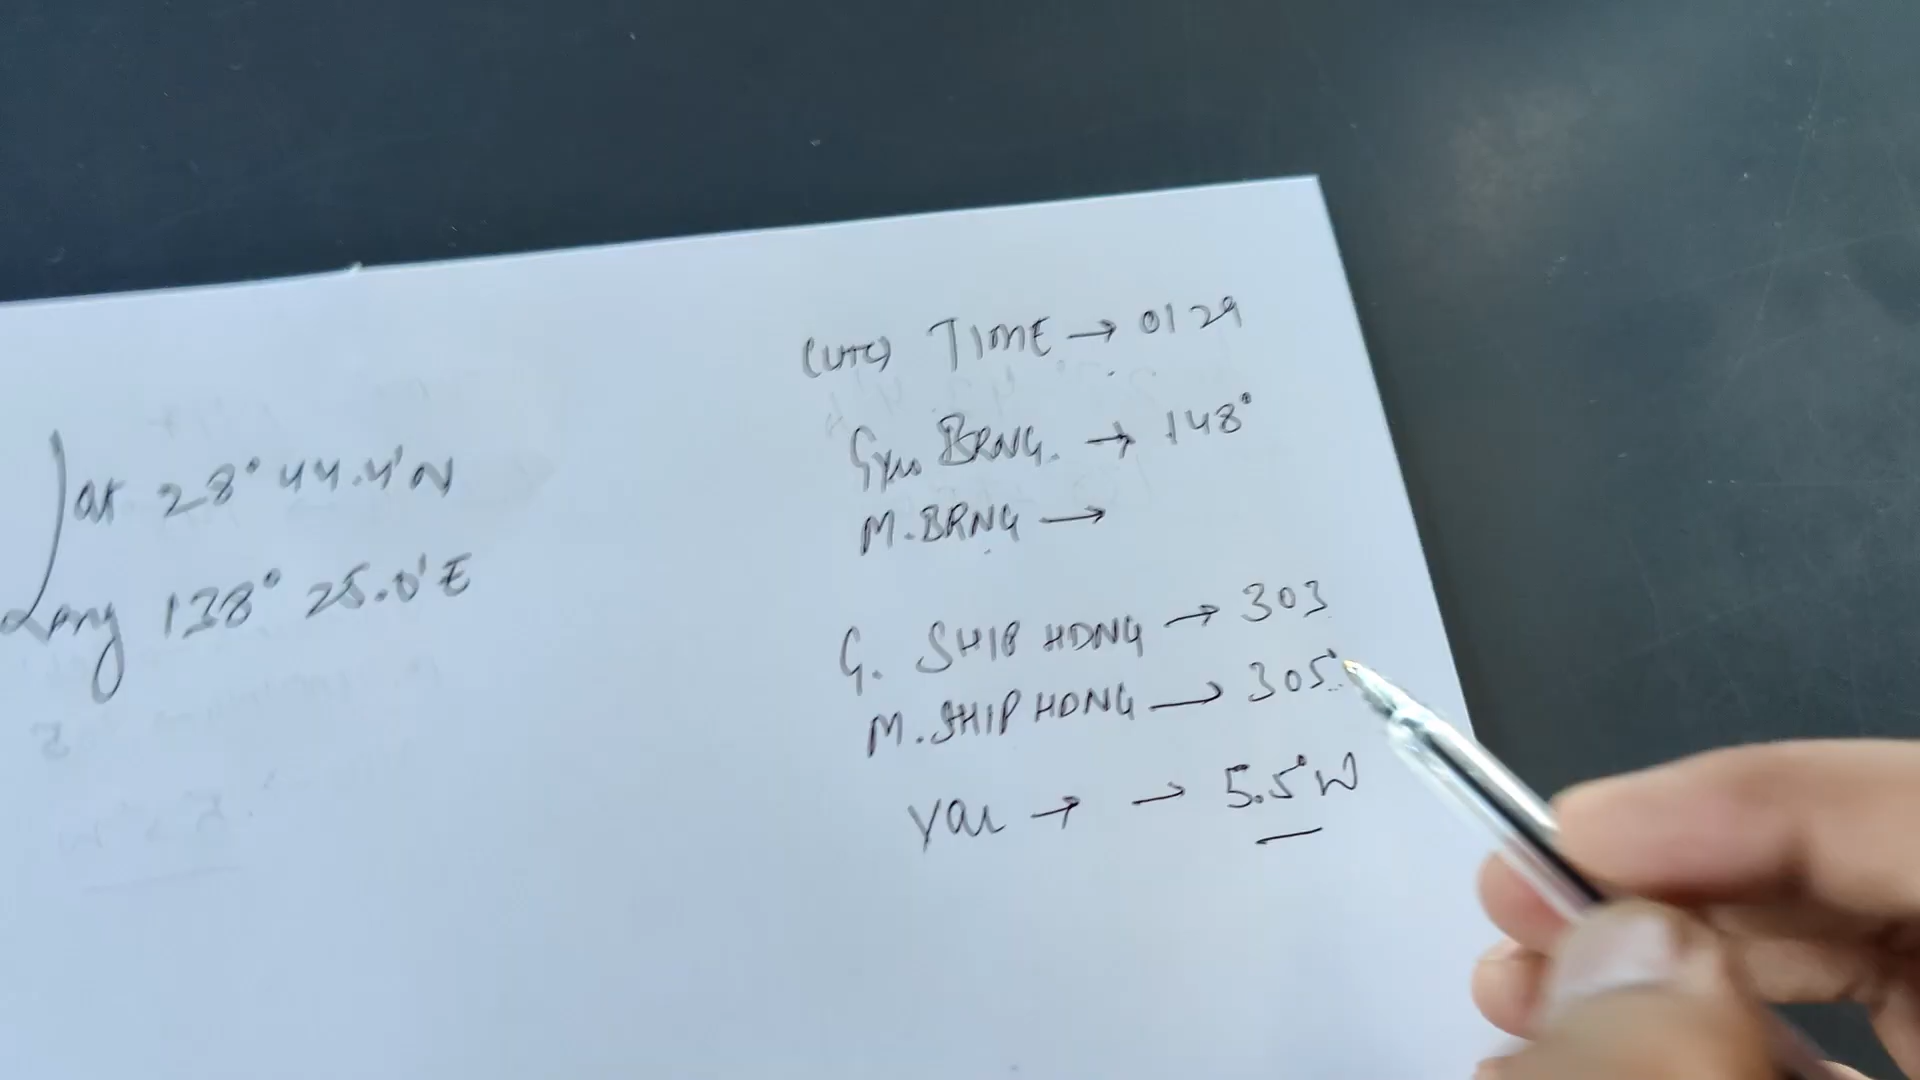 Lat 28° 44.4'N
Long 138° 25.0'E
(UTC) TIME → 0129
Gyro BRNG. → 148°
M. BRNG →
G. SHIP HDNG → 303
M. SHIP HDNG → 305°
Var → → 5.5°W